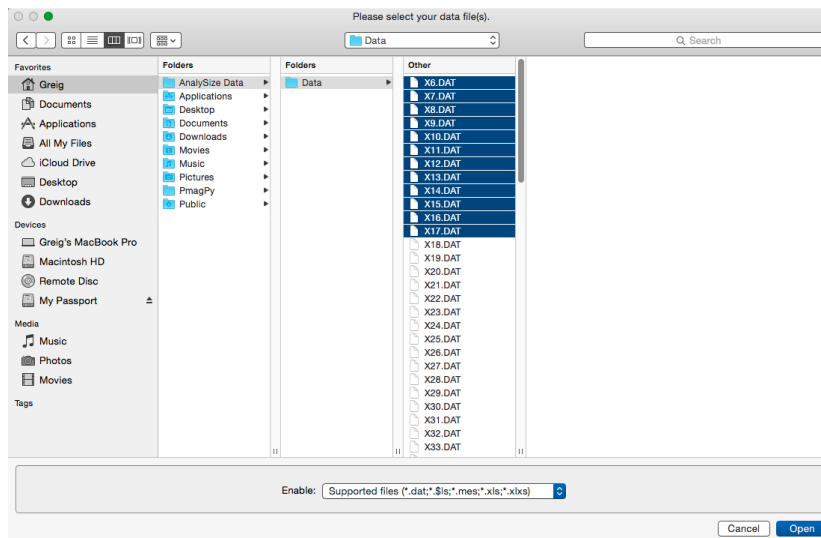 Please select your data file(s).
Data
Search
Favorites
Greig
Documents
Applications
All My Files
iCloud Drive
Desktop
Downloads
Devices
Greig's MacBook Pro
Macintosh HD
Remote Disc
My Passport
Media
Music
Photos
Movies
Tags
Folders
AnalySize Data
Applications
Desktop
Documents
Downloads
Movies
Music
Pictures
PmagPy
Public
Folders
Data
Other
X6.DAT
X7.DAT
X8.DAT
X9.DAT
X10.DAT
X11.DAT
X12.DAT
X13.DAT
X14.DAT
X15.DAT
X16.DAT
X17.DAT
X18.DAT
X19.DAT
X20.DAT
X21.DAT
X22.DAT
X23.DAT
X24.DAT
X25.DAT
X26.DAT
X27.DAT
X28.DAT
X29.DAT
X30.DAT
X31.DAT
X32.DAT
X33.DAT
Enable: Supported files (*.dat;*.$ls;*.mes;*.xls;*.xlxs)
Cancel
Open